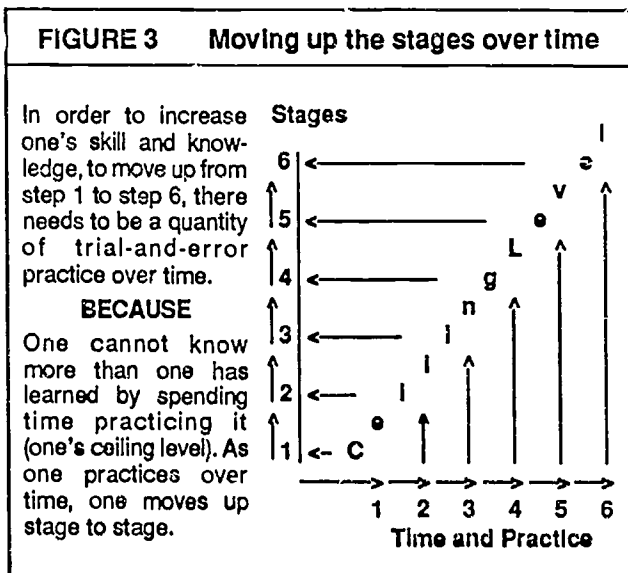 FIGURE 3 Moving up the stages over time
In order to increase
one's skill and know-
ledge, to move up from
step 1 to step 6, there
needs to be a quantity
of trial-and-error
practice over time.
BECAUSE
One cannot know
more than one has
learned by spending
time practicing it
(one's ceiling level). As
one practices over
time, one moves up
stage to stage.
Stages
6
5
4
3
2
1
Ceiling Level
1 2 3 4 5 6
Time and Practice